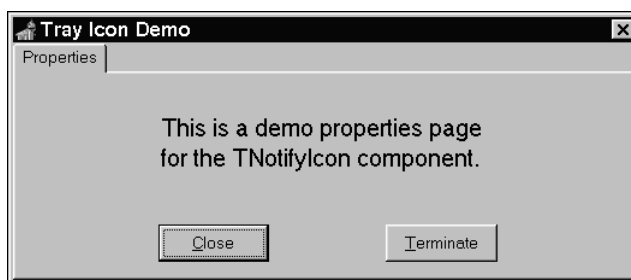 Tray Icon Demo
Properties
This is a demo properties page
for the TNotifyIcon component.
Close
Terminate